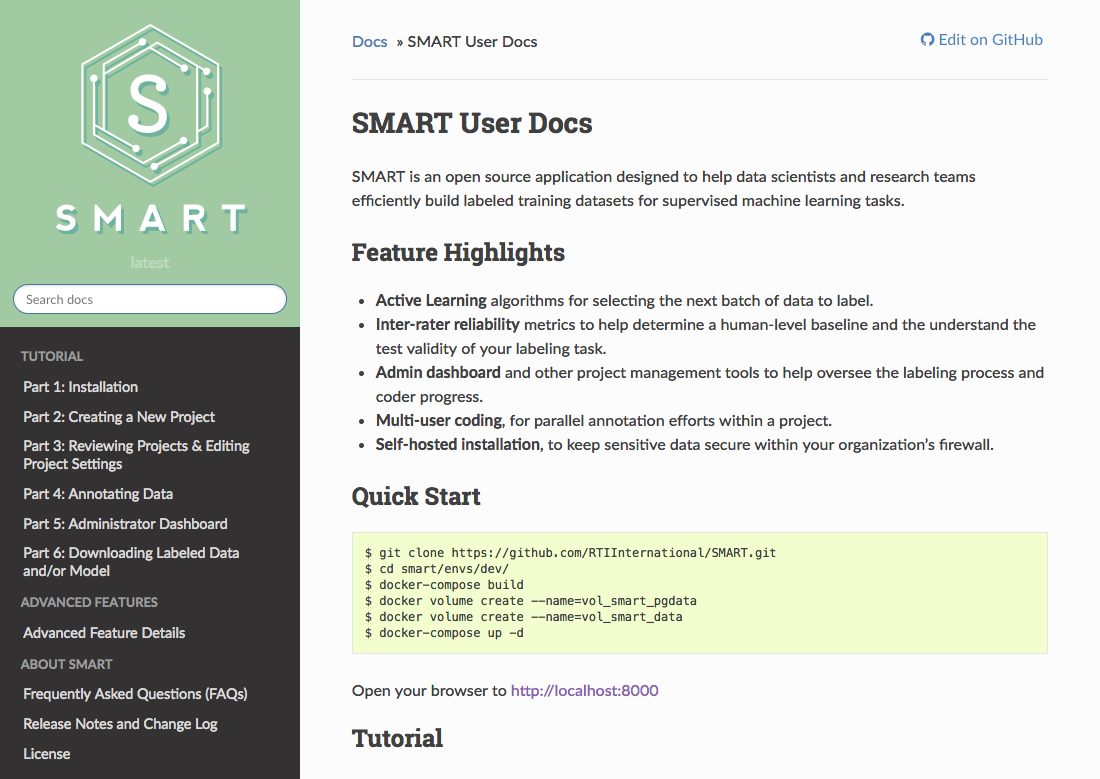 S
SMART
latest
Search docs
TUTORIAL
Part 1: Installation
Part 2: Creating a New Project
Part 3: Reviewing Projects & Editing
Project Settings
Part 4: Annotating Data
Part 5: Administrator Dashboard
Part 6: Downloading Labeled Data
and/or Model
ADVANCED FEATURES
Advanced Feature Details
ABOUT SMART
Frequently Asked Questions (FAQs)
Release Notes and Change Log
License
Docs » SMART User Docs
Edit on GitHub
SMART User Docs
SMART is an open source application designed to help data scientists and research teams
efficiently build labeled training datasets for supervised machine learning tasks.
Feature Highlights
• Active Learning algorithms for selecting the next batch of data to label.
• Inter-rater reliability metrics to help determine a human-level baseline and the understand the
test validity of your labeling task.
• Admin dashboard and other project management tools to help oversee the labeling process and
coder progress.
• Multi-user coding, for parallel annotation efforts within a project.
• Self-hosted installation, to keep sensitive data secure within your organization’s firewall.
Quick Start
$ git clone https://github.com/RTIInternational/SMART.git
$ cd smart/envs/dev/
$ docker-compose build
$ docker volume create --name=vol_smart_pgdata
$ docker volume create --name=vol_smart_data
$ docker-compose up -d
Open your browser to http://localhost:8000
Tutorial